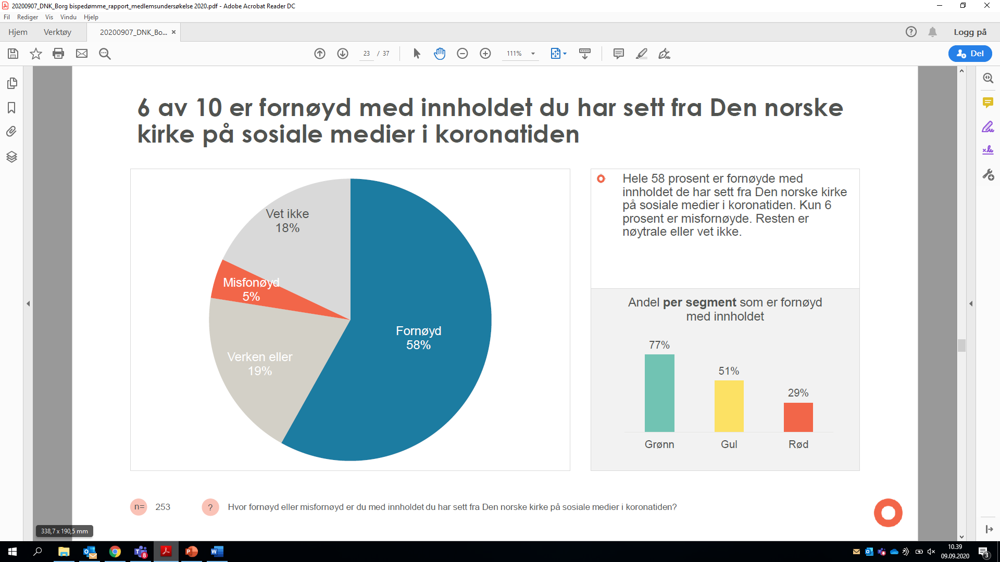 20200907_DNK_Borg bispedømme_rapport_medlemsundersøkelse 2020.pdf - Adobe Acrobat Reader DC
Fil Rediger Vis Vindu Hjelp
Hjem Verktøy 20200907_DNK_Bo... × Logg på
23 / 37 111% Del
6 av 10 er fornøyd med innholdet du har sett fra Den norske
kirke på sosiale medier i koronatiden
Vet ikke
18%
Misfonøyd
5%
Verken eller
19%
Fornøyd
58%
Hele 58 prosent er fornøyde med
innholdet de har sett fra Den norske kirke
på sosiale medier i koronatiden. Kun 6
prosent er misfornøyde. Resten er
nøytrale eller vet ikke.
Andel per segment som er fornøyd
med innholdet
77%
51%
29%
Grønn Gul Rød
n= 253 ? Hvor fornøyd eller misfornøyd er du med innholdet du har sett fra Den norske kirke på sosiale medier i koronatiden?
338,7 x 190,5 mm
10.39
09.09.2020
8
3